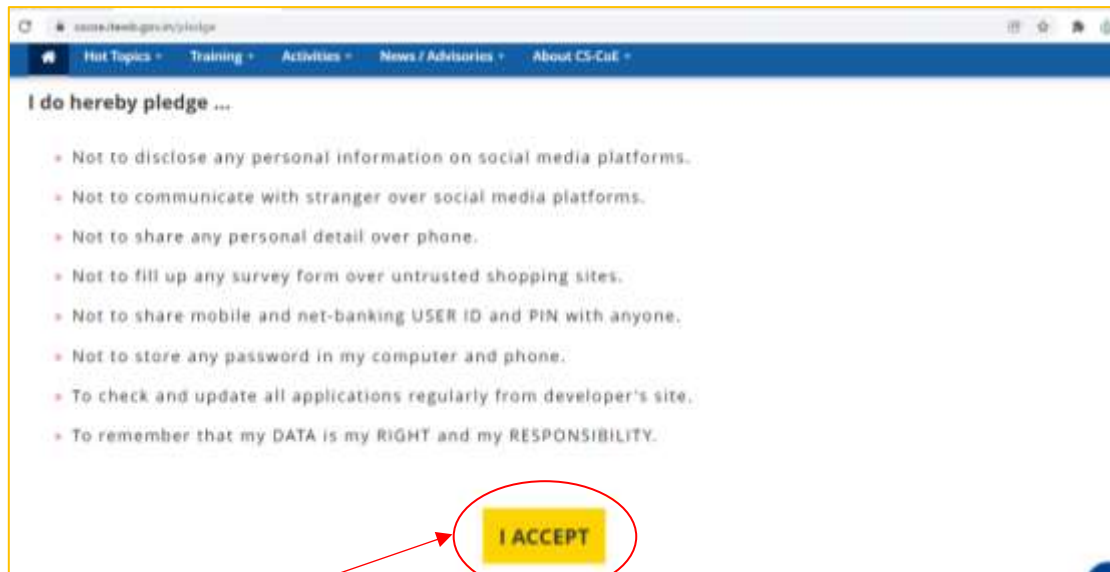 Hot Topics Training Activities News / Advisories About CS-CoE
I do hereby pledge ...
Not to disclose any personal information on social media platforms.
Not to communicate with stranger over social media platforms.
Not to share any personal detail over phone.
Not to fill up any survey form over untrusted shopping sites.
Not to share mobile and net-banking USER ID and PIN with anyone.
Not to store any password in my computer and phone.
To check and update all applications regularly from developer's site.
To remember that my DATA is my RIGHT and my RESPONSIBILITY.
I ACCEPT